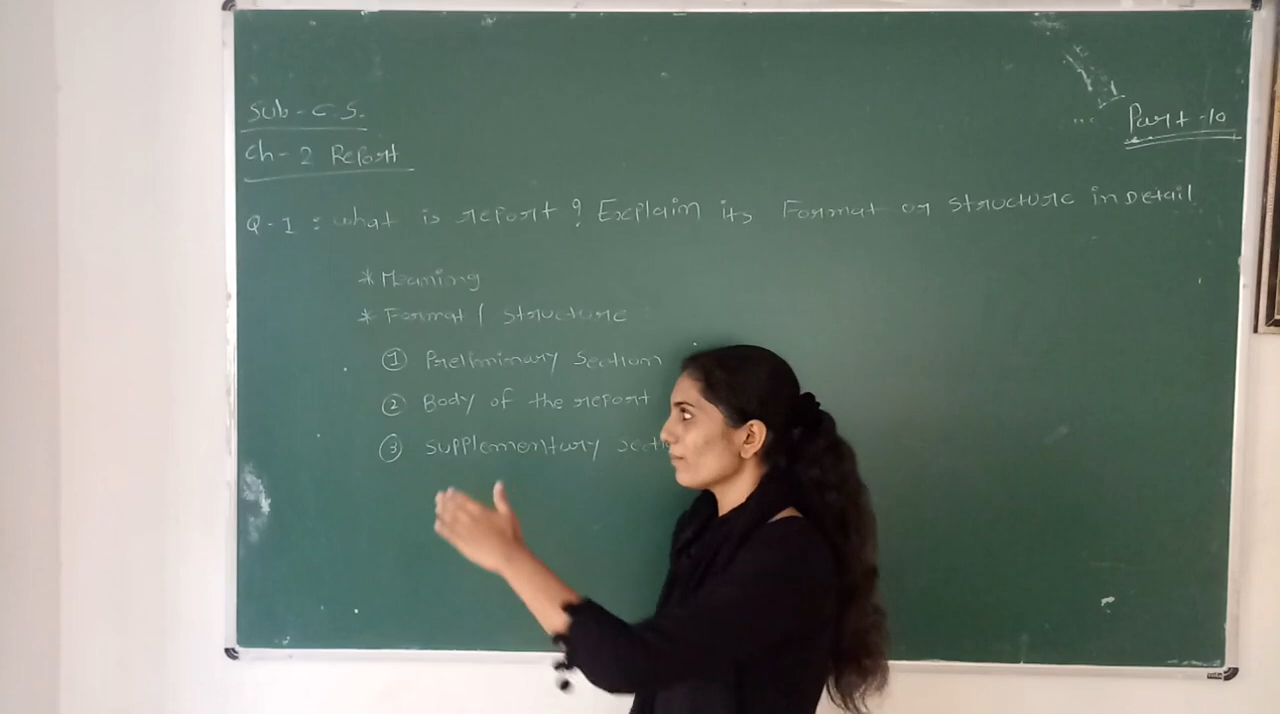 Sub-C.S.
Part-10
Ch-2 Report
Q-1: What is report? Explain its Format or structure in Detail
* Meaning
* Format / Structure
① Preliminary Section
② Body of the report
③ Supplementary